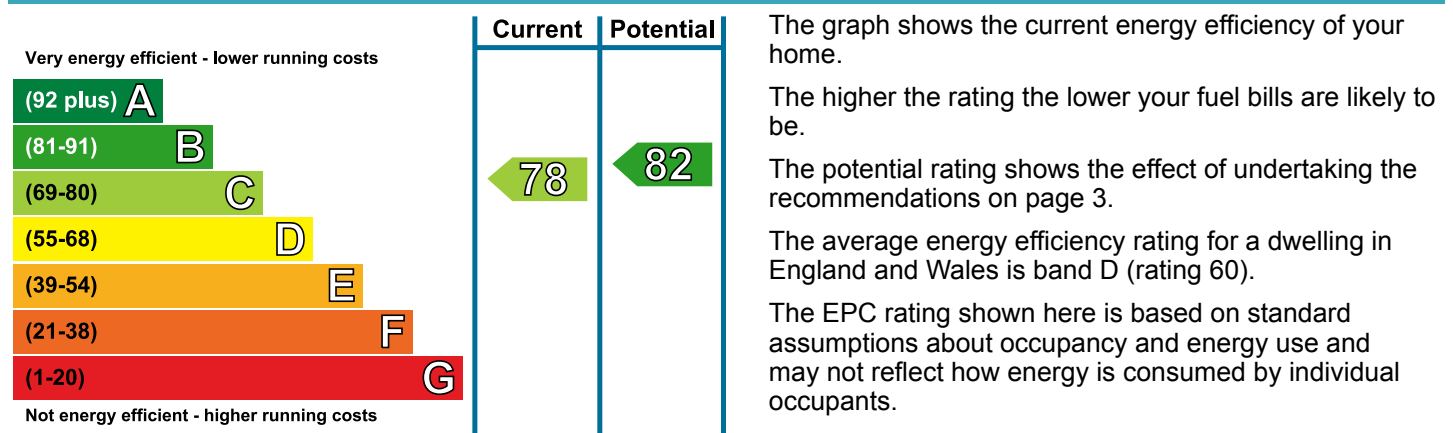 Current Potential
Very energy efficient - lower running costs
(92 plus) A
(81-91) B
(69-80) C
(55-68) D
(39-54) E
(21-38) F
(1-20) G
Not energy efficient - higher running costs
78
82
The graph shows the current energy efficiency of your
home.
The higher the rating the lower your fuel bills are likely to
be.
The potential rating shows the effect of undertaking the
recommendations on page 3.
The average energy efficiency rating for a dwelling in
England and Wales is band D (rating 60).
The EPC rating shown here is based on standard
assumptions about occupancy and energy use and
may not reflect how energy is consumed by individual
occupants.